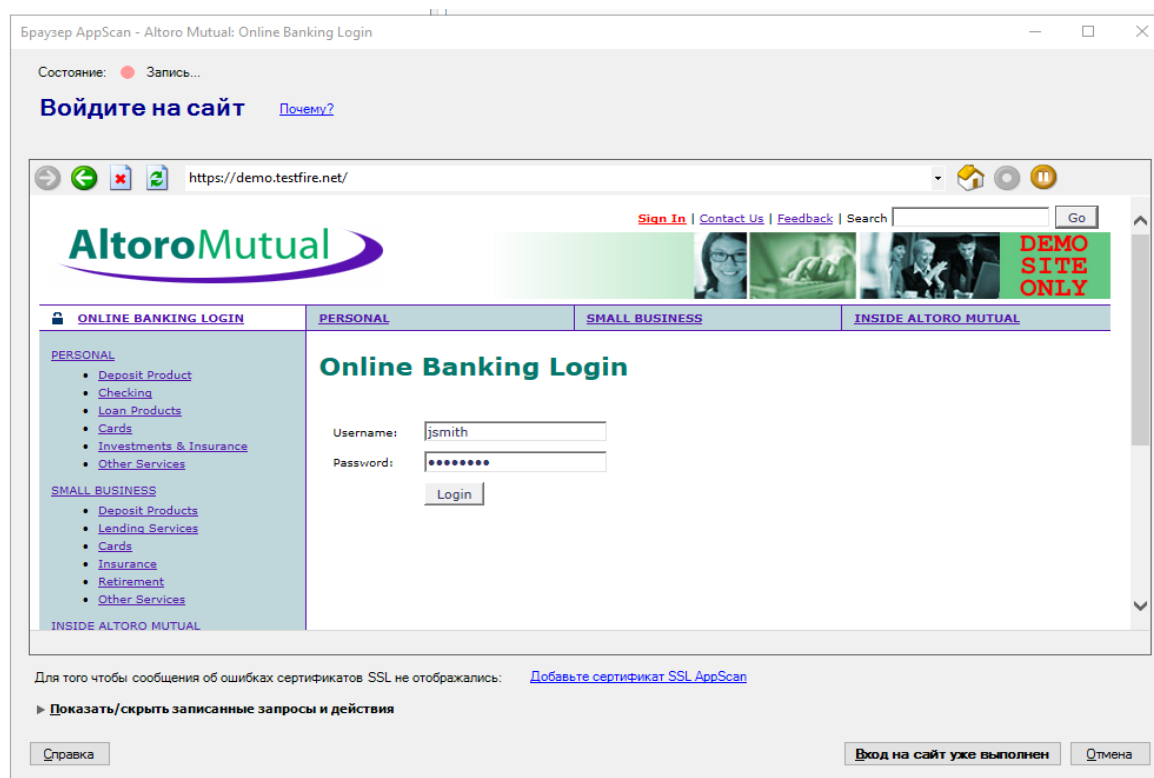 Браузер AppScan - Altoro Mutual: Online Banking Login
Состояние: Запись...
Войдите на сайт Почему?
https://demo.testfire.net/
Sign In | Contact Us | Feedback | Search Go
AltoroMutual
DEMO
SITE
ONLY
ONLINE BANKING LOGIN PERSONAL SMALL BUSINESS INSIDE ALTORO MUTUAL
PERSONAL
Deposit Product
Checking
Loan Products
Cards
Investments & Insurance
Other Services
SMALL BUSINESS
Deposit Products
Lending Services
Cards
Insurance
Retirement
Other Services
INSIDE ALTORO MUTUAL
Online Banking Login
Username: jsmith
Password: ••••••••
Login
Для того чтобы сообщения об ошибках сертификатов SSL не отображались: Добавьте сертификат SSL AppScan
Показать/скрыть записанные запросы и действия
Справка Вход на сайт уже выполнен Отмена